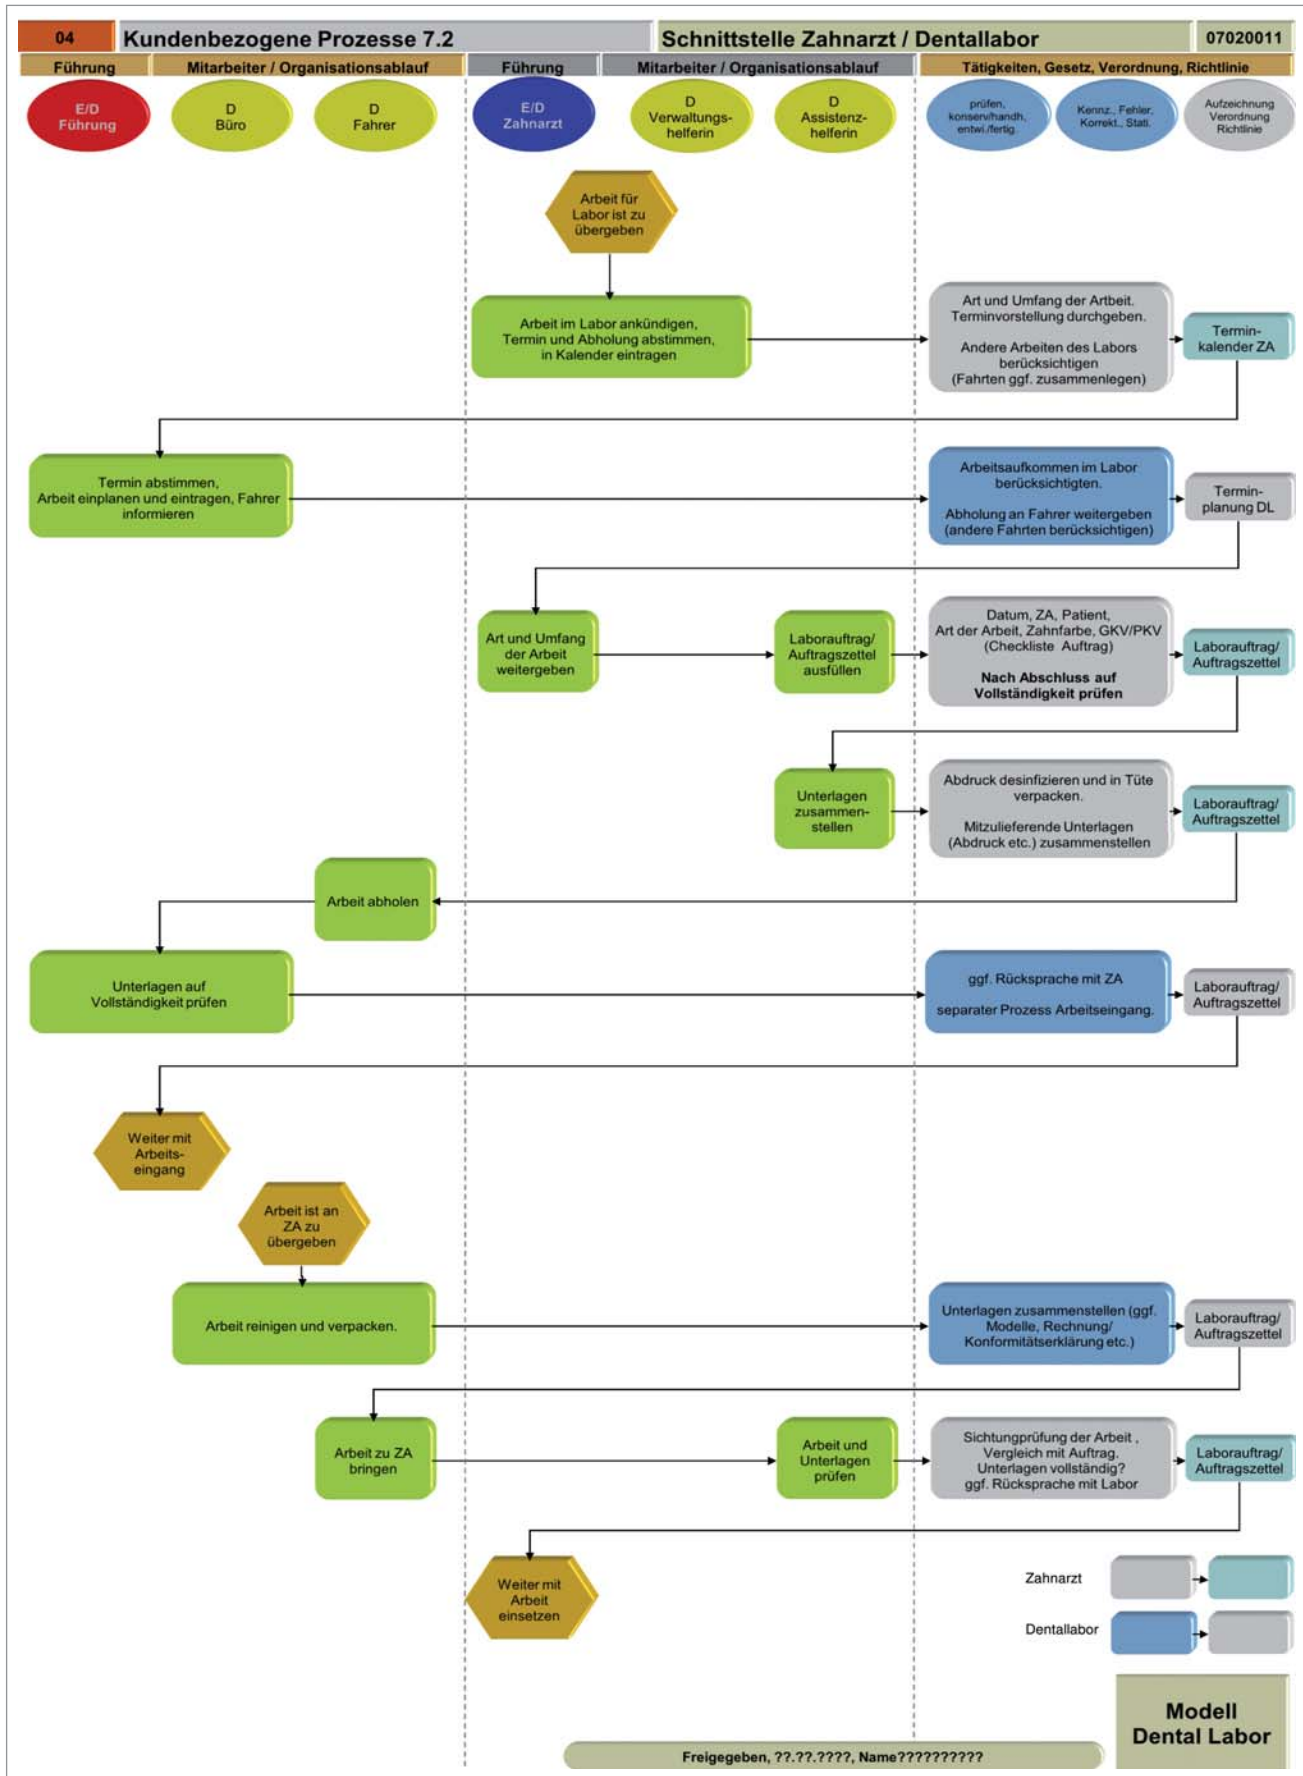 04
Kundenbezogene Prozesse 7.2
Schnittstelle Zahnarzt / Dentallabor
07020011
Führung
Mitarbeiter / Organisationsablauf
Führung
Mitarbeiter / Organisationsablauf
Tätigkeiten, Gesetz, Verordnung, Richtlinie
E/D
Führung
D
Büro
D
Fahrer
E/D
Zahnarzt
D
Verwaltungs-
helferin
D
Assistenz-
helferin
prüfen,
konserv/handh,
entwi./fertig.
Kennz., Fehler,
Korrekt., Stati.
Aufzeichnung
Verordnung
Richtlinie
Arbeit für
Labor ist zu
übergeben
Arbeit im Labor ankündigen,
Termin und Abholung abstimmen,
in Kalender eintragen
Art und Umfang der Artbeit.
Terminvorstellung durchgeben.
Andere Arbeiten des Labors
berücksichtigen
(Fahrten ggf. zusammenlegen)
Termin-
kalender ZA
Termin abstimmen,
Arbeit einplanen und eintragen, Fahrer
informieren
Arbeitsaufkommen im Labor
berücksichtigten.
Abholung an Fahrer weitergeben
(andere Fahrten berücksichtigen)
Termin-
planung DL
Art und Umfang
der Arbeit
weitergeben
Laborauftrag/
Auftragszettel
ausfüllen
Datum, ZA, Patient,
Art der Arbeit, Zahnfarbe, GKV/PKV
(Checkliste Auftrag)
Nach Abschluss auf
Vollständigkeit prüfen
Laborauftrag/
Auftragszettel
Unterlagen
zusammen-
stellen
Abdruck desinfizieren und in Tüte
verpacken.
Mitzulieferende Unterlagen
(Abdruck etc.) zusammenstellen
Laborauftrag/
Auftragszettel
Arbeit abholen
Unterlagen auf
Vollständigkeit prüfen
ggf. Rücksprache mit ZA
separater Prozess Arbeitseingang.
Laborauftrag/
Auftragszettel
Weiter mit
Arbeits-
eingang
Arbeit ist an
ZA zu
übergeben
Arbeit reinigen und verpacken.
Unterlagen zusammenstellen (ggf.
Modelle, Rechnung/
Konformitätserklärung etc.)
Laborauftrag/
Auftragszettel
Arbeit zu ZA
bringen
Arbeit und
Unterlagen
prüfen
Sichtungprüfung der Arbeit ,
Vergleich mit Auftrag.
Unterlagen vollständig?
ggf. Rücksprache mit Labor
Laborauftrag/
Auftragszettel
Weiter mit
Arbeit
einsetzen
Zahnarzt
Dentallabor
Modell
Dental Labor
Freigegeben, ??.??.????, Name??????????